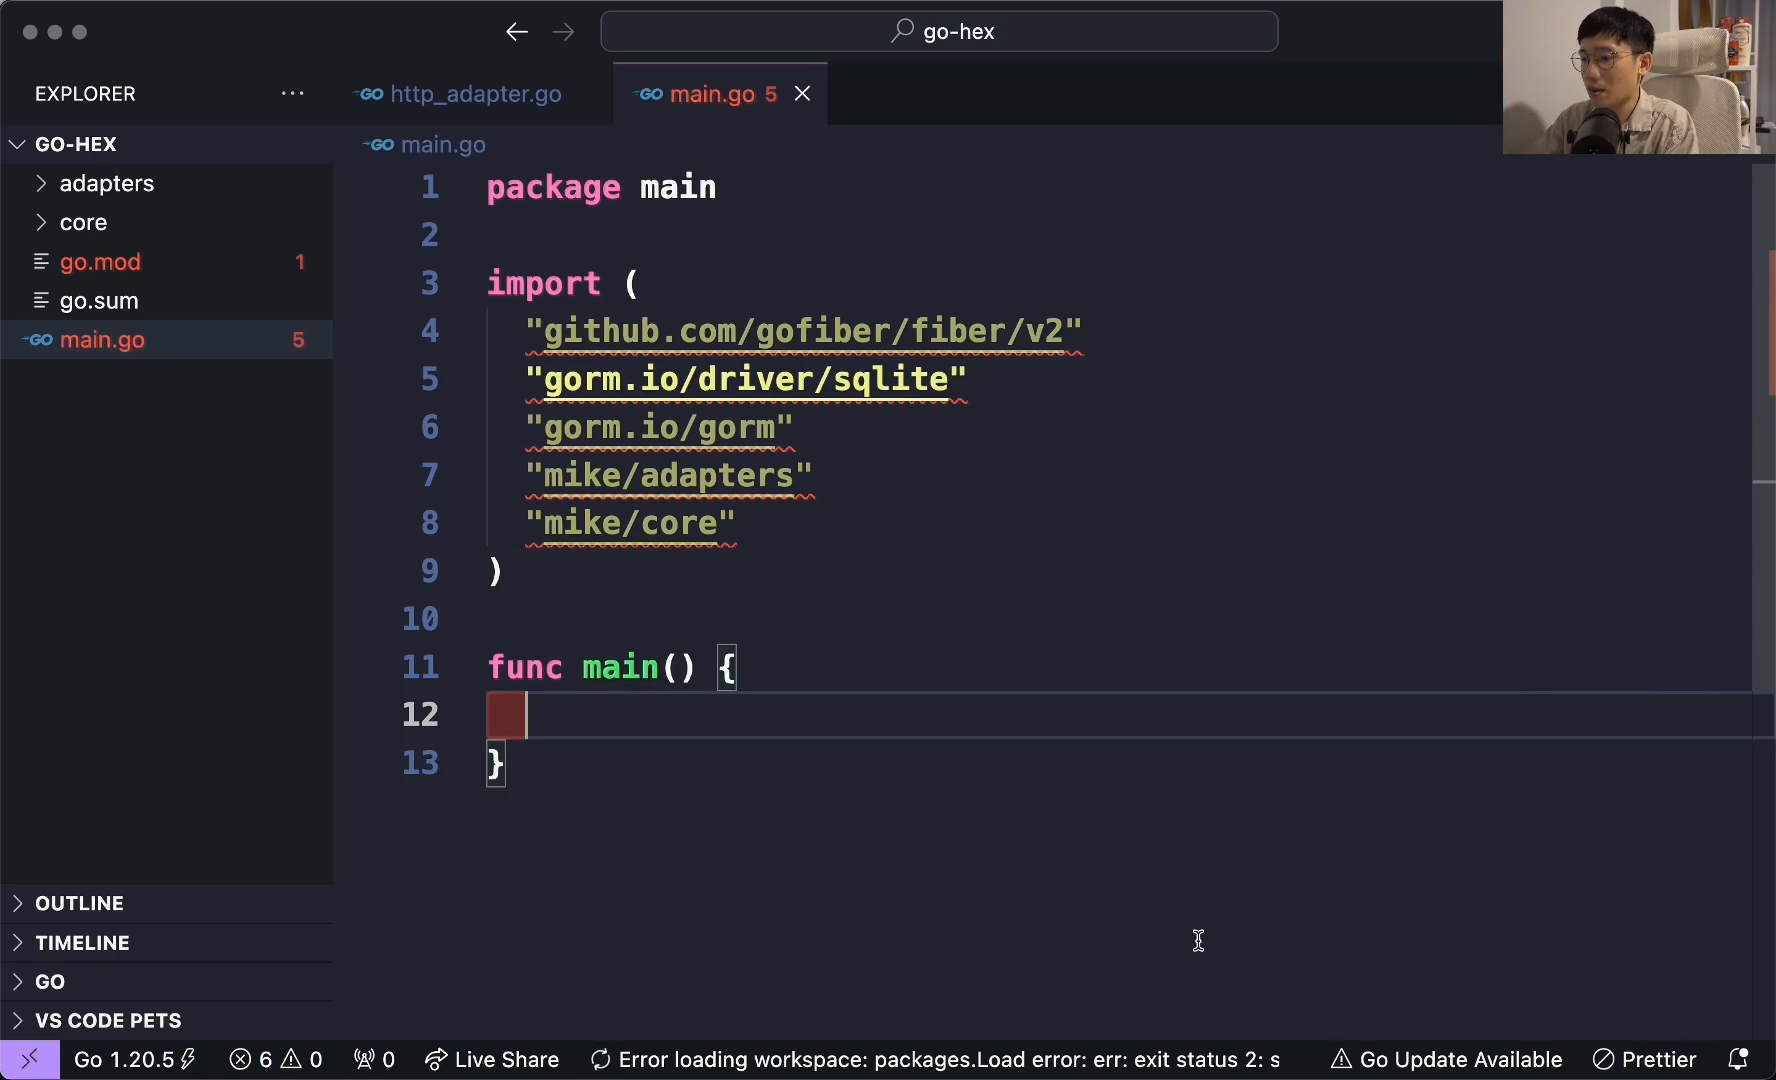 go-hex
EXPLORER
···
GO http_adapter.go
GO main.go 5
GO-HEX
GO main.go
adapters
core
go.mod 1
go.sum
GO main.go 5
1 package main
2
3 import (
4 "github.com/gofiber/fiber/v2"
5 "gorm.io/driver/sqlite"
6 "gorm.io/gorm"
7 "mike/adapters"
8 "mike/core"
9 )
10
11 func main() {
12
13 }
OUTLINE
TIMELINE
GO
VS CODE PETS
Go 1.20.5 6 0 0 Live Share Error loading workspace: packages.Load error: err: exit status 2: s Go Update Available Prettier